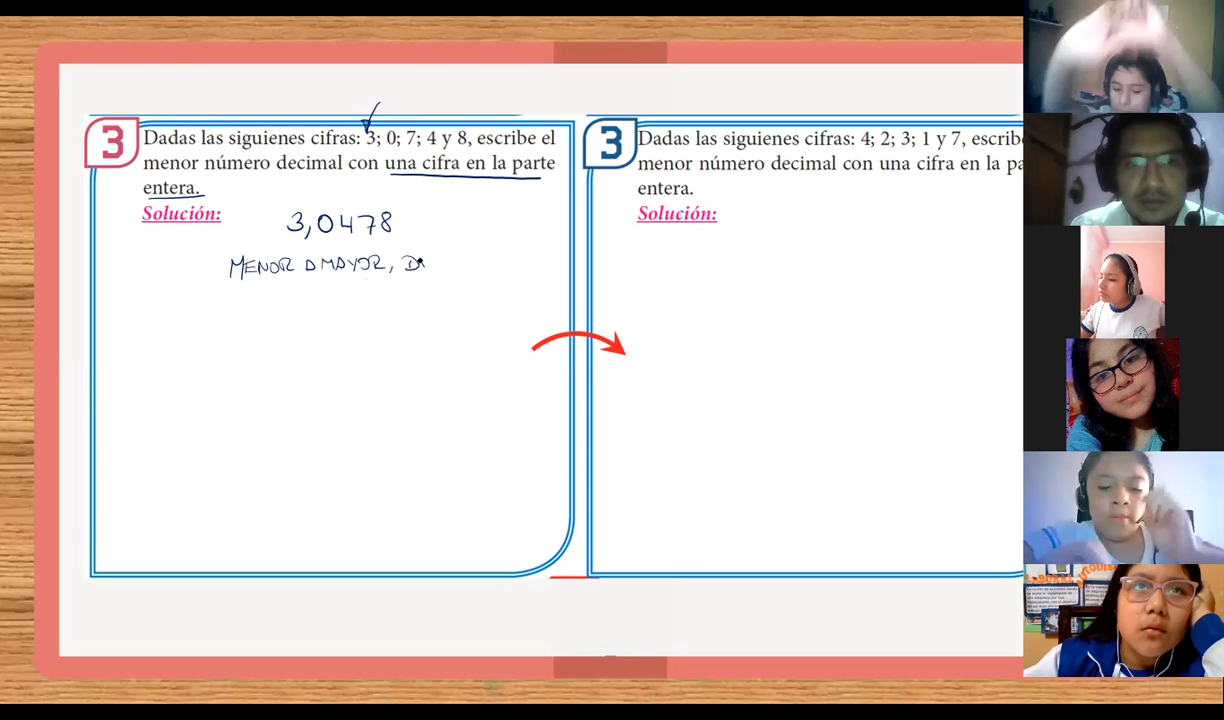 3
Dadas las siguienes cifras: 3; 0; 7; 4 y 8, escribe el
menor número decimal con una cifra en la parte
entera.
Solución:
3,0478
MENOR A MAYOR, D
3
Dadas las siguienes cifras: 4; 2; 3; 1 y 7, escrib
menor número decimal con una cifra en la pa
entera.
Solución: